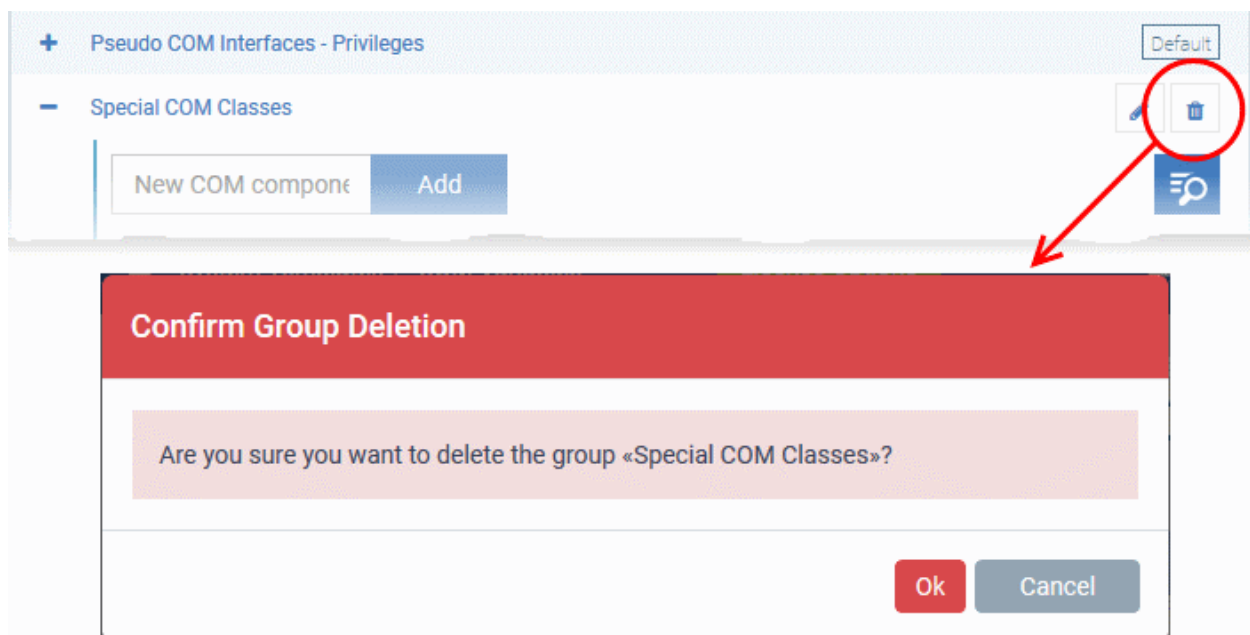 Pseudo COM Interfaces - Privileges Default
Special COM Classes
New COM compone Add
Confirm Group Deletion
Are you sure you want to delete the group «Special COM Classes»?
Ok Cancel